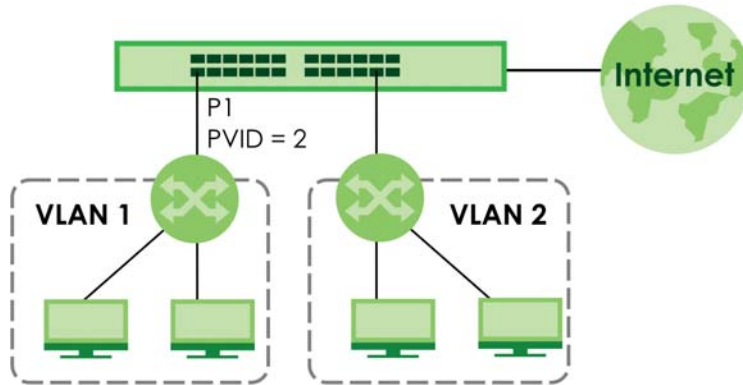 Internet
P1
PVID = 2
VLAN 1
VLAN 2